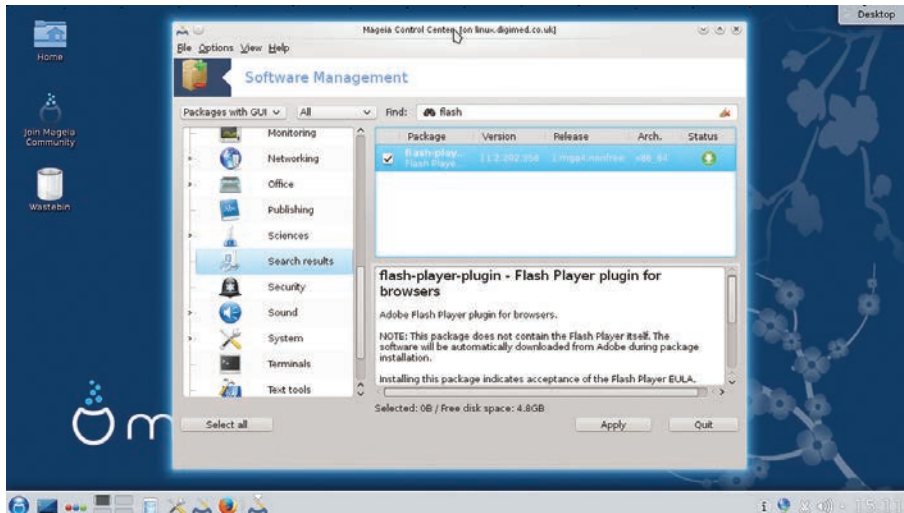 Desktop
Home
Join Mageia
Community
Wastebin
Mageia Control Center [on linux.digimed.co.uk]
File Options View Help
Software Management
Packages with GUI All Find: flash
Monitoring
Networking
Office
Publishing
Sciences
Search results
Security
Sound
System
Terminals
Text tools
Package Version Release Arch. Status
flash-play..
Flash Playe...
flash-player-plugin - Flash Player plugin for
browsers
Adobe Flash Player plugin for browsers.
NOTE: This package does not contain the Flash Player itself. The
software will be automatically downloaded from Adobe during package
installation.
Installing this package indicates acceptance of the Flash Player EULA.
Selected: 0B / Free disk space: 4.8GB
Select all Apply Quit
m